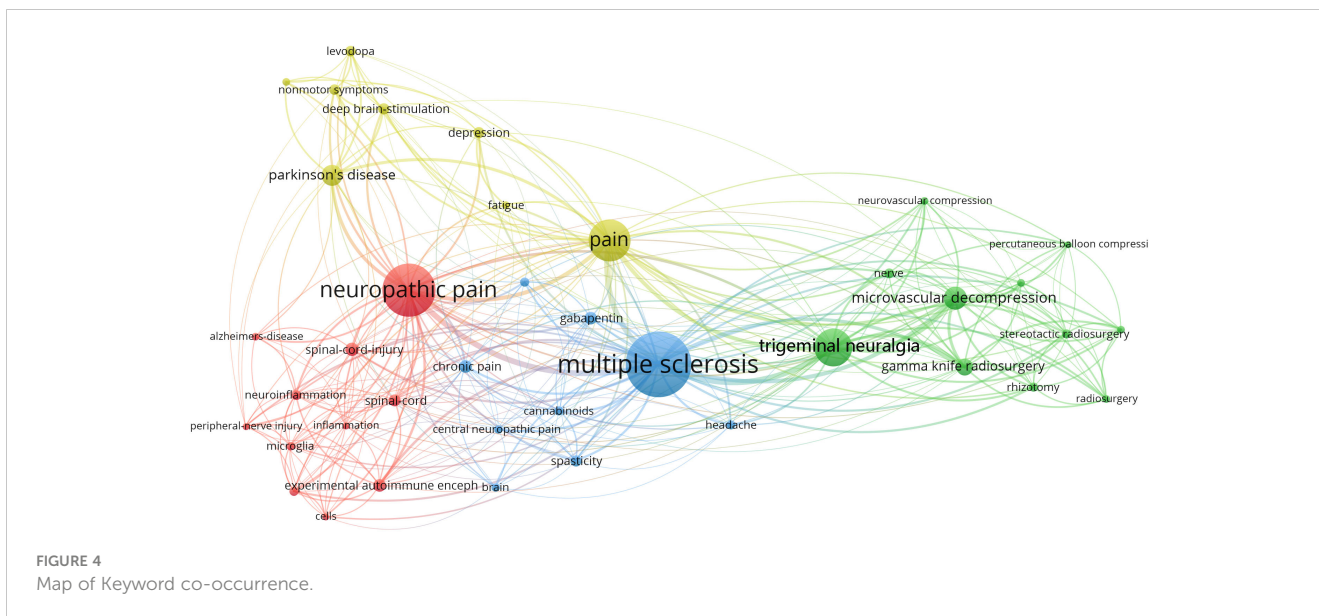 levodopa
nonmotor symptoms
deep brain-stimulation
depression
parkinson's disease
fatigue
pain
neurovascular compression
percutaneous balloon compressi
nerve
neuropathic pain
microvascular decompression
gabapentin
alzheimers-disease
stereotactic radiosurgery
spinal-cord-injury
trigeminal neuralgia
chronic pain
multiple sclerosis
gamma knife radiosurgery
rhizotomy
neuroinflammation
radiosurgery
spinal-cord
cannabinoids
peripheral-nerve injury
inflammation
central neuropathic pain
headache
microglia
spasticity
experimental autoimmune enceph
brain
cells
FIGURE 4
Map of Keyword co-occurrence.